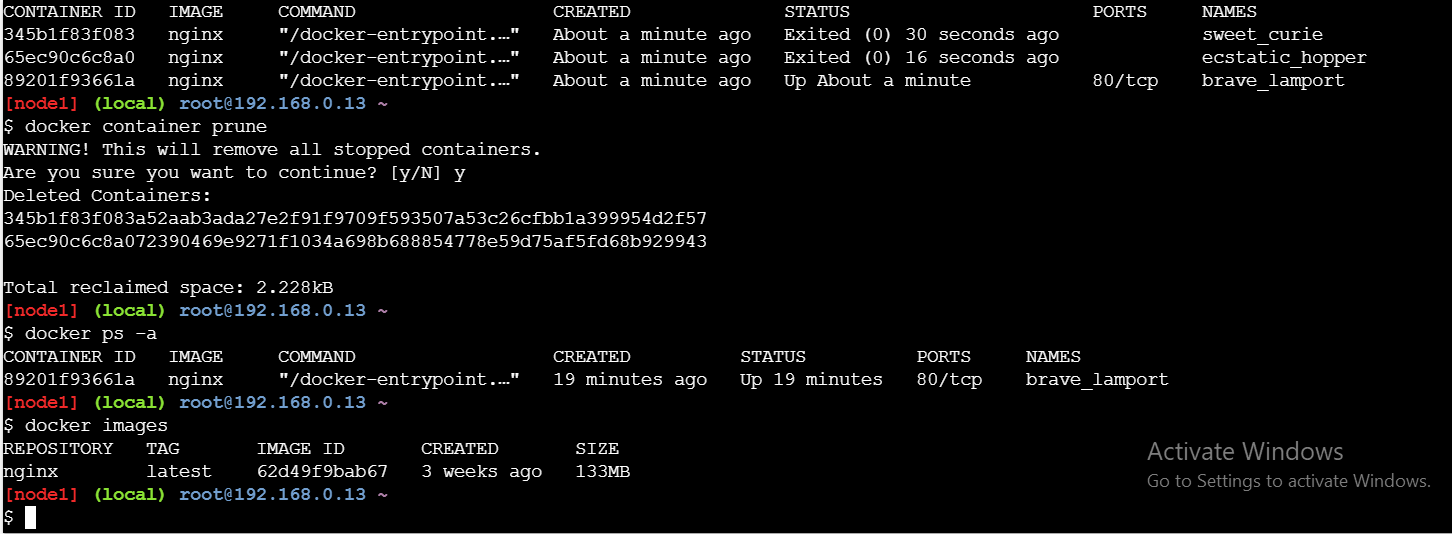 CONTAINER ID   IMAGE     COMMAND                  CREATED              STATUS                      PORTS     NAMES
345b1f83f083   nginx     "/docker-entrypoint.…"   About a minute ago   Exited (0) 30 seconds ago             sweet_curie
65ec90c6c8a0   nginx     "/docker-entrypoint.…"   About a minute ago   Exited (0) 16 seconds ago             ecstatic_hopper
89201f93661a   nginx     "/docker-entrypoint.…"   About a minute ago   Up About a minute           80/tcp    brave_lamport
[node1] (local) root@192.168.0.13 ~
$ docker container prune
WARNING! This will remove all stopped containers.
Are you sure you want to continue? [y/N] y
Deleted Containers:
345b1f83f083a52aab3ada27e2f91f9709f593507a53c26cfbb1a399954d2f57
65ec90c6c8a072390469e9271f1034a698b688854778e59d75af5fd68b929943
Total reclaimed space: 2.228kB
[node1] (local) root@192.168.0.13 ~
$ docker ps -a
CONTAINER ID   IMAGE     COMMAND                  CREATED          STATUS          PORTS     NAMES
89201f93661a   nginx     "/docker-entrypoint.…"   19 minutes ago   Up 19 minutes   80/tcp    brave_lamport
[node1] (local) root@192.168.0.13 ~
$ docker images
REPOSITORY   TAG       IMAGE ID       CREATED       SIZE
nginx        latest    62d49f9bab67   3 weeks ago   133MB
[node1] (local) root@192.168.0.13 ~
$
Activate Windows
Go to Settings to activate Windows.